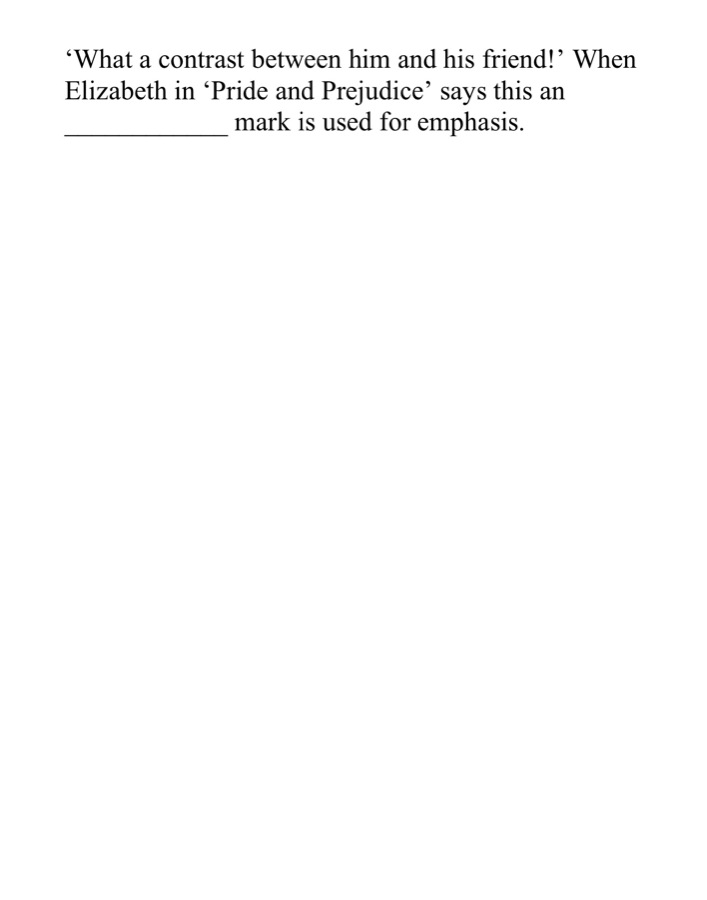 ‘What a contrast between him and his friend!’ When
Elizabeth in ‘Pride and Prejudice’ says this an
____________ mark is used for emphasis.